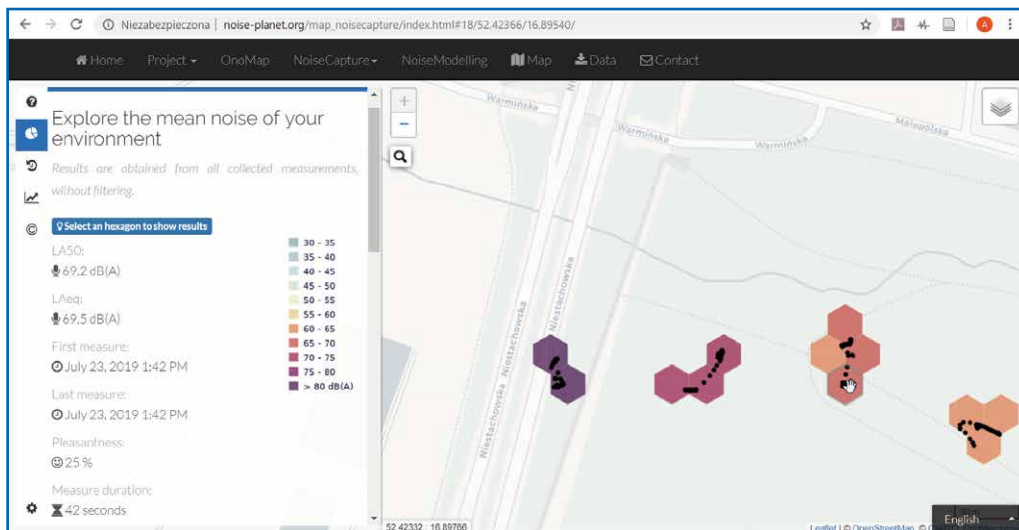 Niezabezpieczona | noise-planet.org/map_noisecapture/index.html#18/52.42366/16.89540/
A
Home Project OnoMap NoiseCapture NoiseModelling Map Data Contact
Explore the mean noise of your
environment
Results are obtained from all collected measurements,
without filtering.
Select an hexagon to show results
LA50:
69.2 dB(A)
LAeq:
69.5 dB(A)
First measure:
July 23, 2019 1:42 PM
Last measure:
July 23, 2019 1:42 PM
Pleasantness:
25 %
Measure duration:
42 seconds
30 - 35
35 - 40
40 - 45
45 - 50
50 - 55
55 - 60
60 - 65
65 - 70
70 - 75
75 - 80
> 80 dB(A)
+
−
Warmińska
Warmińska
Warmińska
Małopolska
Niestachowska
Niestachowska
Niestachowska
Niestachowska
52.42332 : 16.89766
Leaflet | © OpenStreetMap, ©
English